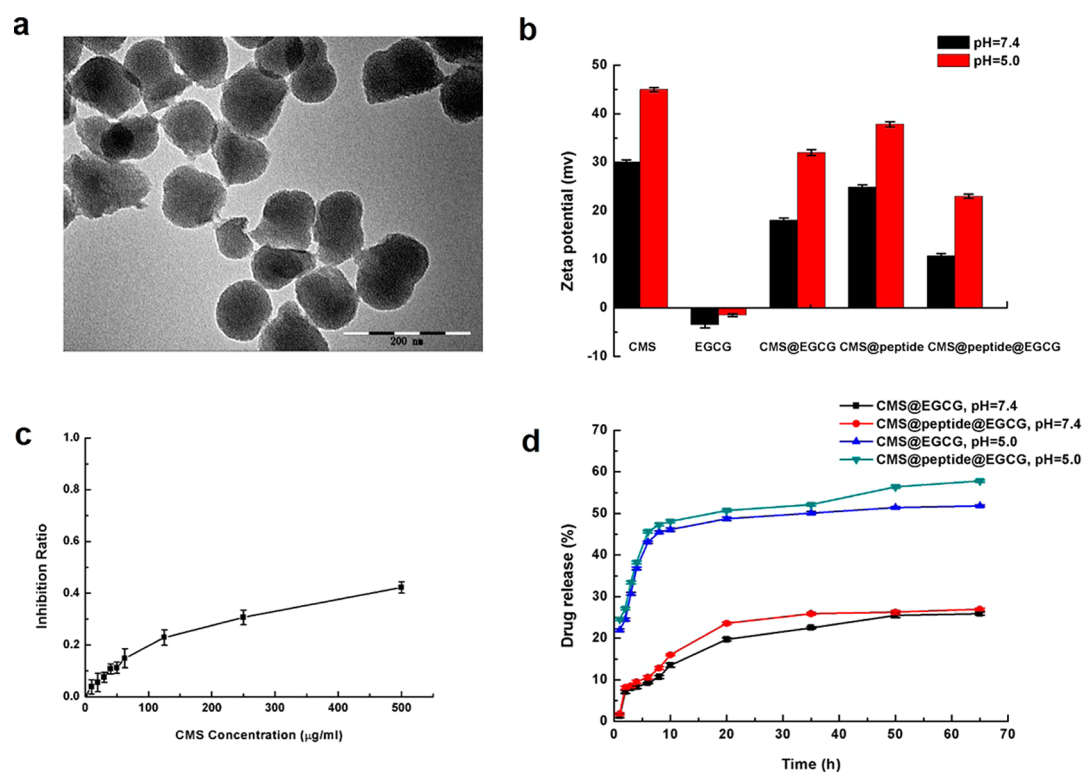 a
200 nm
b
pH=7.4
pH=5.0
Zeta potential (mv)
50
40
30
20
10
0
-10
CMS
EGCG
CMS@EGCG
CMS@peptide
CMS@peptide@EGCG
c
Inhibition Ratio
1.0
0.8
0.6
0.4
0.2
0.0
0
125
250
375
500
CMS Concentration (μg/ml)
d
CMS@EGCG, pH=7.4
CMS@peptide@EGCG, pH=7.4
CMS@EGCG, pH=5.0
CMS@peptide@EGCG, pH=5.0
Drug release (%)
70
60
50
40
30
20
10
0
0
10
20
30
40
50
60
70
Time (h)